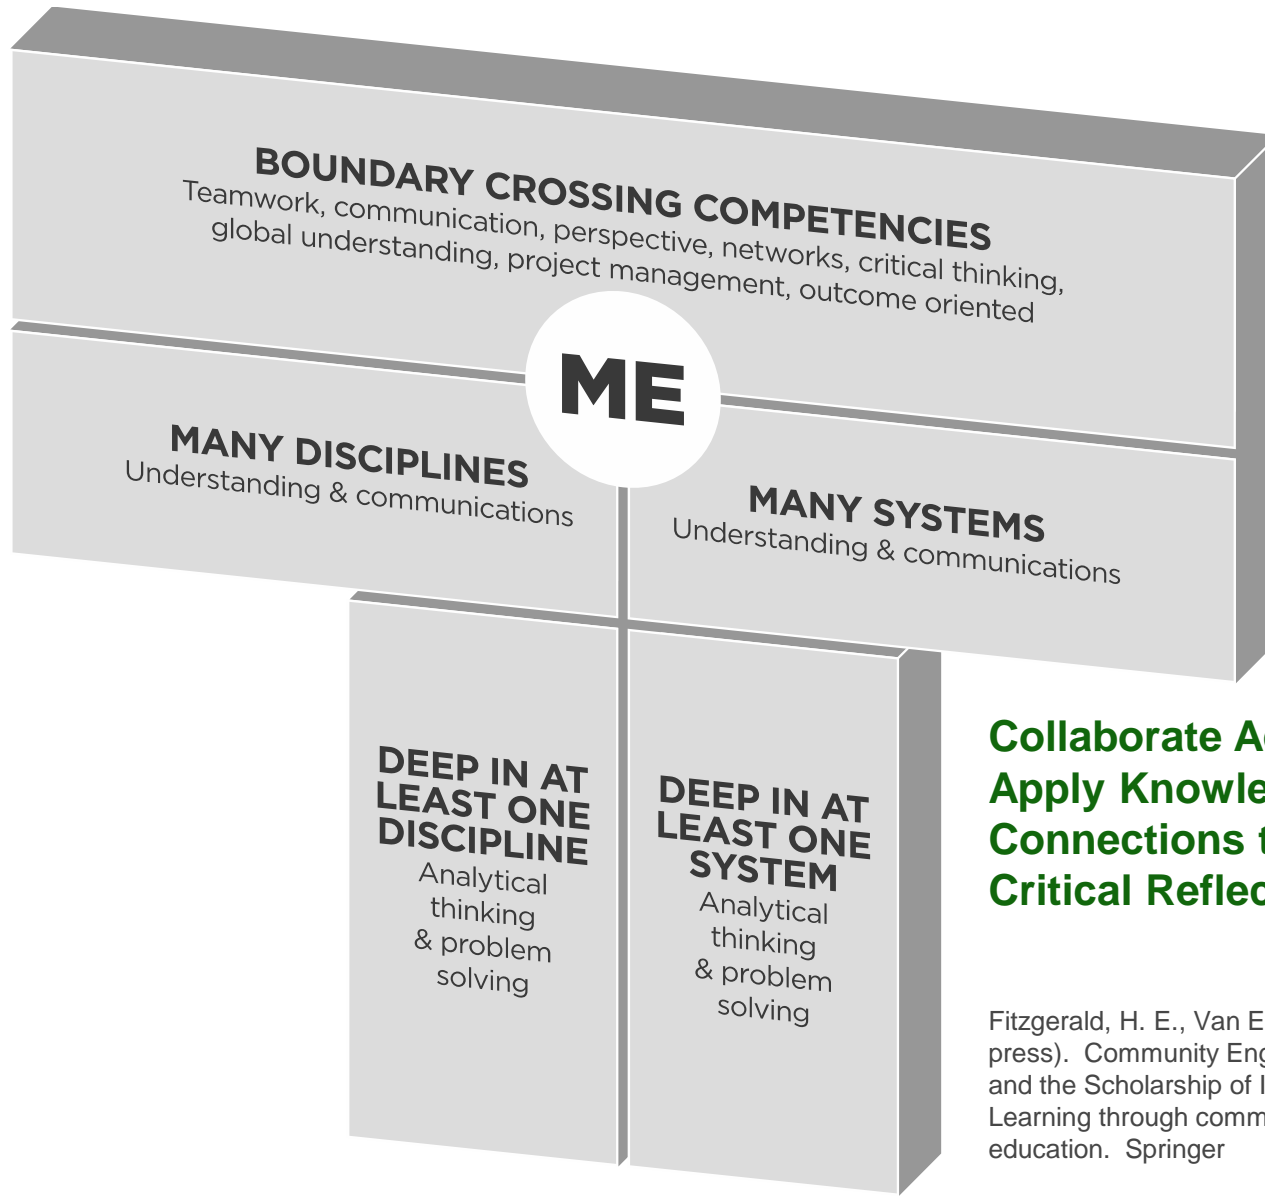 BOUNDARY CROSSING COMPETENCIES
Teamwork, communication, perspective, networks, critical thinking,
global understanding, project management, outcome oriented
ME
MANY DISCIPLINES
Understanding & communications
MANY SYSTEMS
Understanding & communications
DEEP IN AT
LEAST ONE
DISCIPLINE
Analytical
thinking
& problem
solving
DEEP IN AT
LEAST ONE
SYSTEM
Analytical
thinking
& problem
solving
Collaborate
Apply
Connections
Critical
Fitzgerald, H. E., Van
press). Community
and the Scholarship of
Learning through
education. Springer